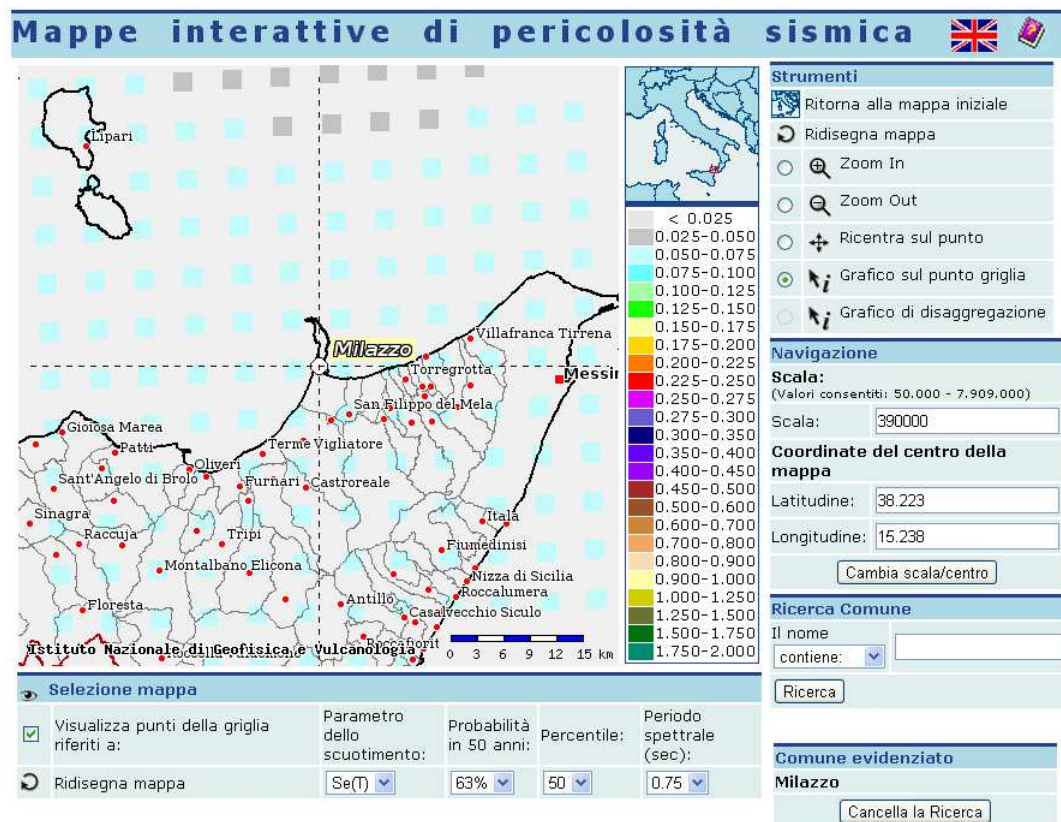 Mappe interattive di pericolosità sismica
Lipari
Milazzo
Villafranca Tirrena
Torregrotta
Messin
San Filippo del Mela
Gioiosa Marea
Patti
Terme Vigliatore
Oliveri
Sant'Angelo di Brolo
Furnari
Castroreale
Sinagra
Itala
Raccuja
Tripi
Fiumedinisi
Montalbano Elicona
Nizza di Sicilia
Roccalumera
Floresta
Antillo
Casalvecchio Siculo
Roccafiorit
Istituto Nazionale di Geofisica e Vulcanologia
0 3 6 9 12 15 km
< 0.025
0.025-0.050
0.050-0.075
0.075-0.100
0.100-0.125
0.125-0.150
0.150-0.175
0.175-0.200
0.200-0.225
0.225-0.250
0.250-0.275
0.275-0.300
0.300-0.350
0.350-0.400
0.400-0.450
0.450-0.500
0.500-0.600
0.600-0.700
0.700-0.800
0.800-0.900
0.900-1.000
1.000-1.250
1.250-1.500
1.500-1.750
1.750-2.000
Strumenti
Ritorna alla mappa iniziale
Ridisegna mappa
Zoom In
Zoom Out
Ricentra sul punto
Grafico sul punto griglia
Grafico di disaggregazione
Navigazione
Scala:
(Valori consentiti: 50.000 - 7.909.000)
Scala: 390000
Coordinate del centro della
mappa
Latitudine: 38.223
Longitudine: 15.238
Cambia scala/centro
Ricerca Comune
Il nome
contiene:
Ricerca
Comune evidenziato
Milazzo
Cancella la Ricerca
Selezione mappa
Visualizza punti della griglia
riferiti a:
Parametro
dello
scuotimento:
Probabilità
in 50 anni:
Percentile:
Periodo
spettrale
(sec):
Ridisegna mappa
Se(T) 63% 50 0.75